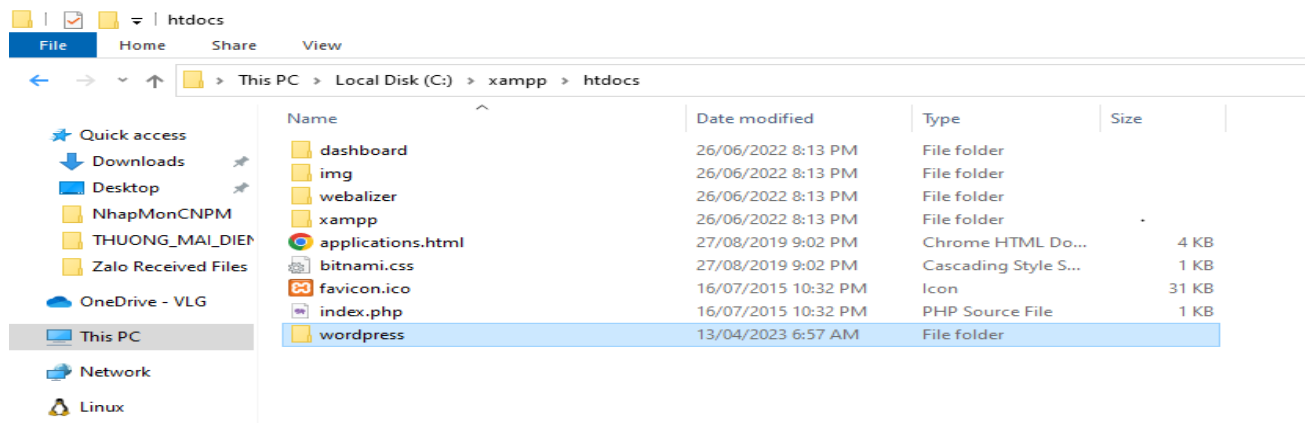 htdocs
File Home Share View
This PC > Local Disk (C:) > xampp > htdocs
Name Date modified Type Size
Quick access
Downloads
Desktop
NhapMonCNPM
THUONG_MAI_DIEN
Zalo Received Files
OneDrive - VLG
This PC
Network
Linux
dashboard 26/06/2022 8:13 PM File folder
img 26/06/2022 8:13 PM File folder
webalizer 26/06/2022 8:13 PM File folder
xampp 26/06/2022 8:13 PM File folder
applications.html 27/08/2019 9:02 PM Chrome HTML Do... 4 KB
bitnami.css 27/08/2019 9:02 PM Cascading Style S... 1 KB
favicon.ico 16/07/2015 10:32 PM Icon 31 KB
index.php 16/07/2015 10:32 PM PHP Source File 1 KB
wordpress 13/04/2023 6:57 AM File folder